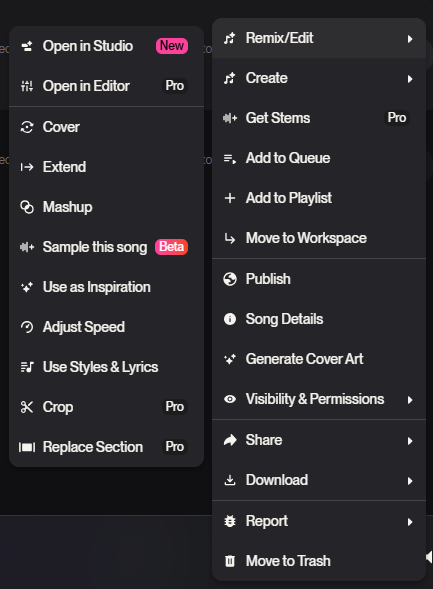 Open in Studio New
Open in Editor Pro
Cover
Extend
Mashup
Sample this song Beta
Use as Inspiration
Adjust Speed
Use Styles & Lyrics
Crop Pro
Replace Section Pro
Remix/Edit
Create
Get Stems Pro
Add to Queue
Add to Playlist
Move to Workspace
Publish
Song Details
Generate Cover Art
Visibility & Permissions
Share
Download
Report
Move to Trash